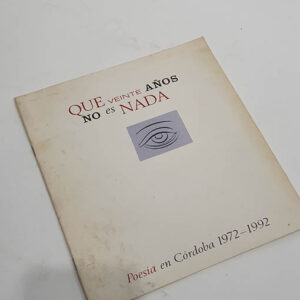 QUE VEINTE AÑOS
NO es NADA
Poesía en Córdoba 1972-1992